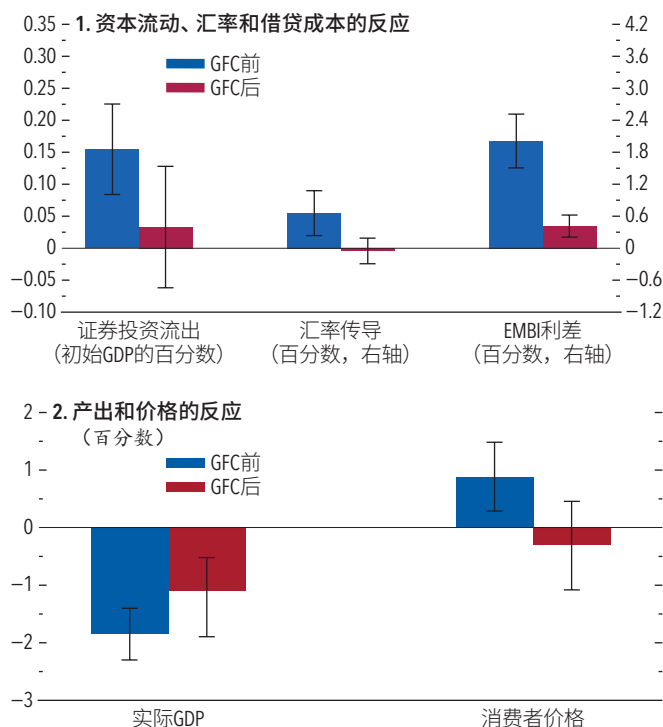 1. 资本流动、汇率和借贷成本的反应
GFC前
GFC后
0.35
0.30
0.25
0.20
0.15
0.10
0.05
0
−0.05
−0.10
4.2
3.6
3.0
2.4
1.8
1.2
0.6
0
−0.6
−1.2
证券投资流出
（初始GDP的百分数）
汇率传导
（百分数，右轴）
EMBI利差
（百分数，右轴）
2. 产出和价格的反应
（百分数）
GFC前
GFC后
2
1
0
−1
−2
−3
实际GDP
消费者价格